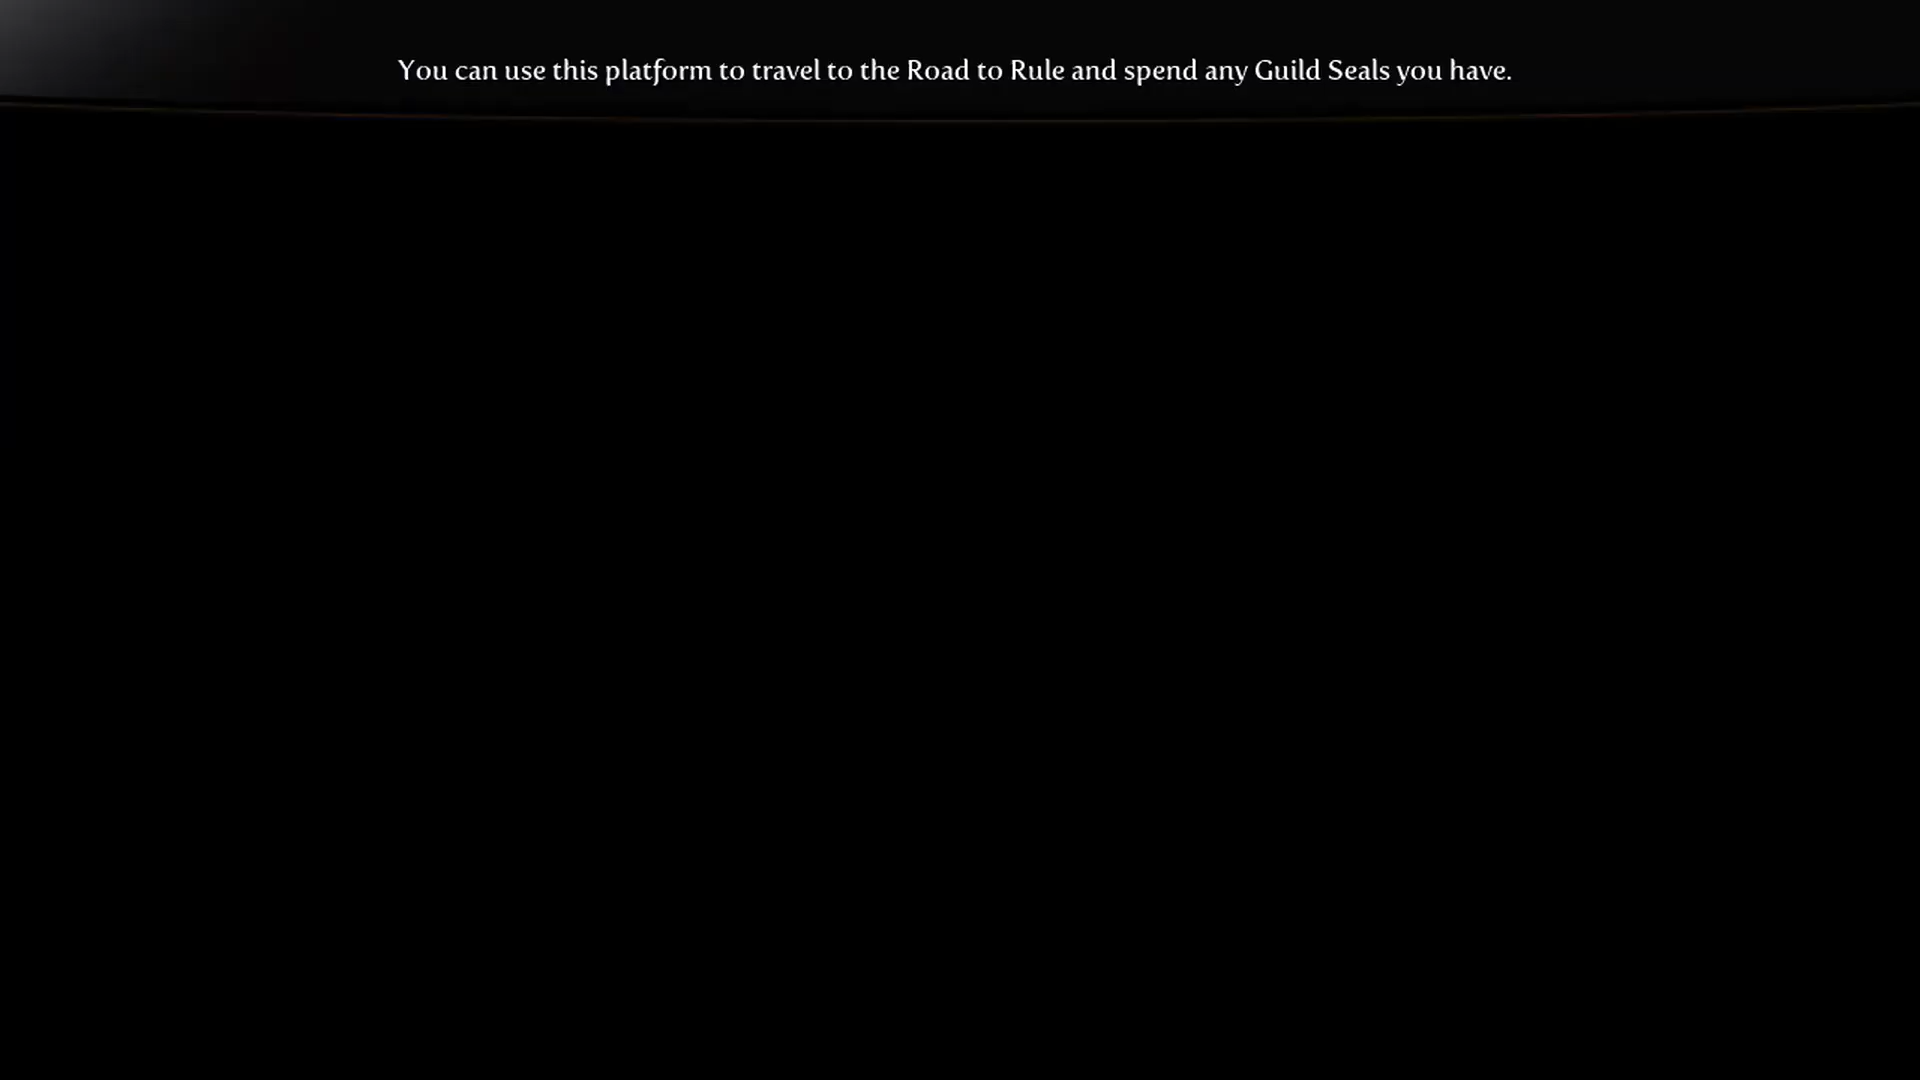 You can use this platform to travel to the Road to Rule and spend any Guild Seals you have.